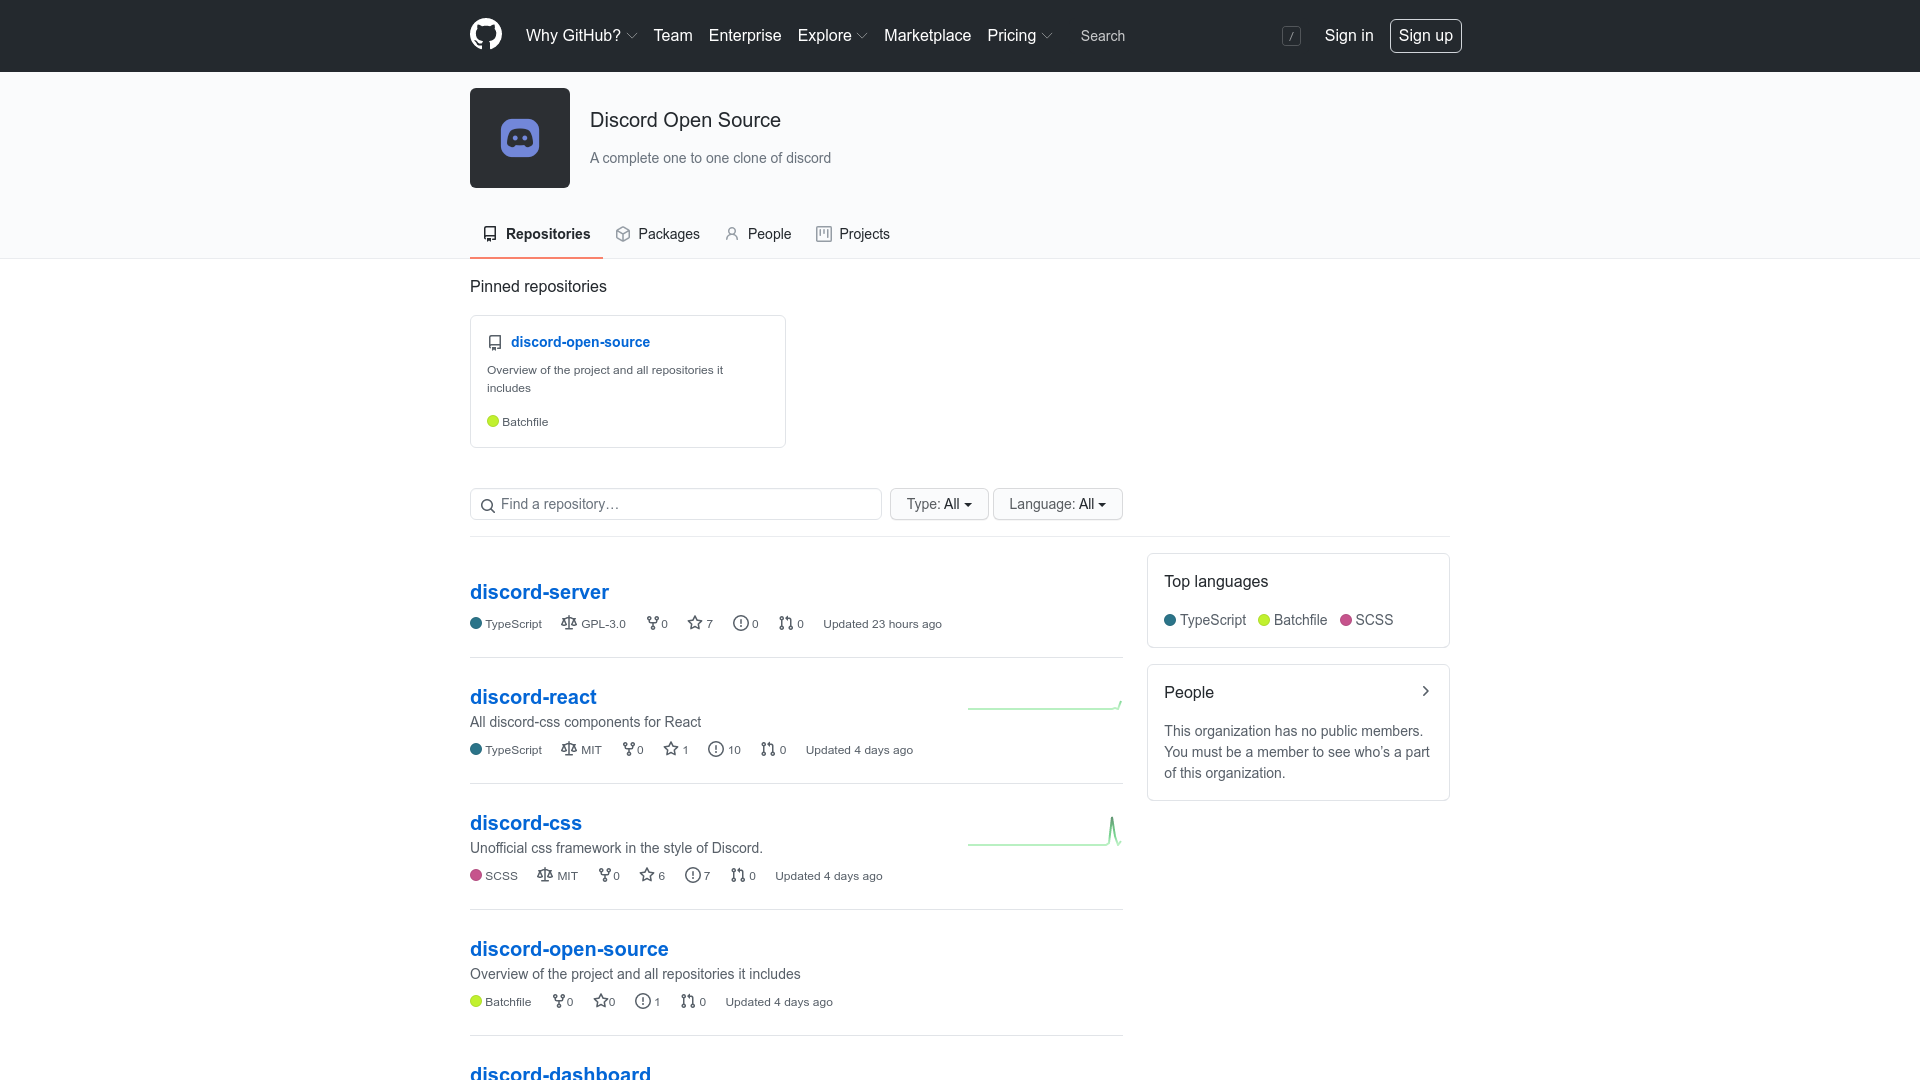 Why GitHub? Team Enterprise Explore Marketplace Pricing Search / Sign in Sign up
Discord Open Source
A complete one to one clone of discord
Repositories Packages People Projects
Pinned repositories
discord-open-source
Overview of the project and all repositories it
includes
Batchfile
Find a repository…
Type: All
Language: All
discord-server
TypeScript GPL-3.0 0 7 0 0 Updated 23 hours ago
discord-react
All discord-css components for React
TypeScript MIT 0 1 10 0 Updated 4 days ago
discord-css
Unofficial css framework in the style of Discord.
SCSS MIT 0 6 7 0 Updated 4 days ago
discord-open-source
Overview of the project and all repositories it includes
Batchfile 0 0 1 0 Updated 4 days ago
discord-dashboard
Top languages
TypeScript Batchfile SCSS
People
This organization has no public members.
You must be a member to see who’s a part
of this organization.